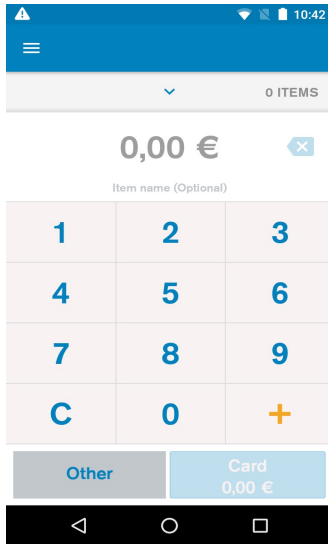 10:42
0 ITEMS
0,00 €
Item name (Optional)
1 2 3
4 5 6
7 8 9
C 0 +
Other
Card
0,00 €